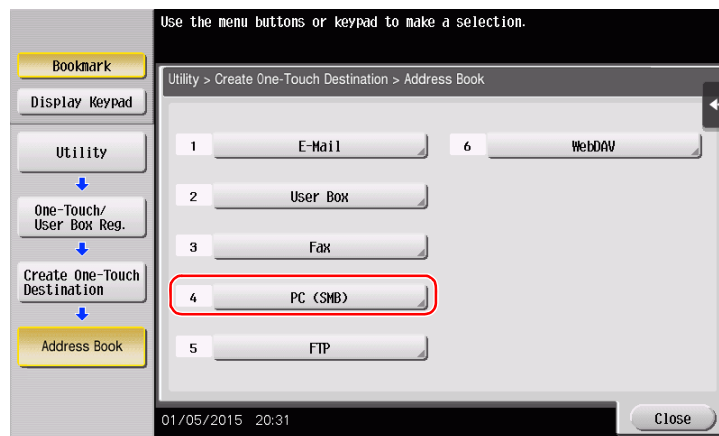 Use the menu buttons or keypad to make a selection.
Bookmark
Display Keypad
Utility
One-Touch/
User Box Reg.
Create One-Touch
Destination
Address Book
Utility > Create One-Touch Destination > Address Book
1 E-Mail
2 User Box
3 Fax
4 PC (SMB)
5 FTP
6 WebDAV
01/05/2015 20:31
Close